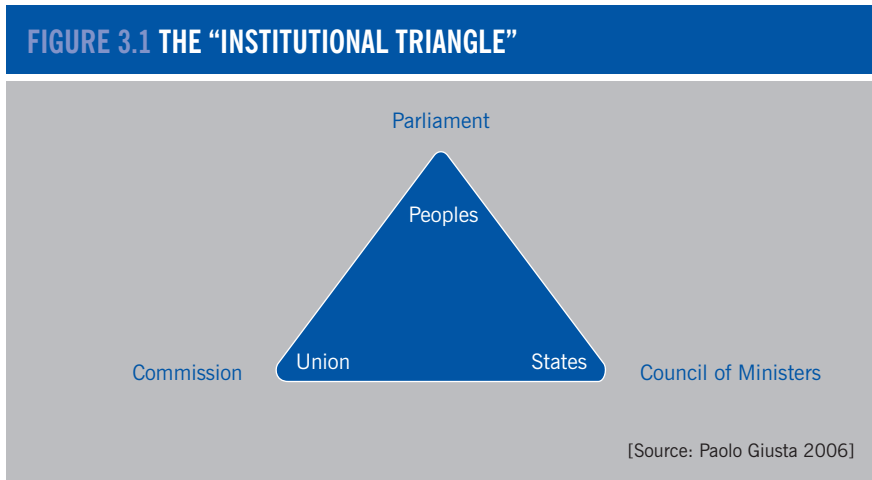 FIGURE 3.1 THE “INSTITUTIONAL TRIANGLE”
Parliament
Peoples
Commission
Union
States
Council of Ministers
[Source: Paolo Giusta 2006]